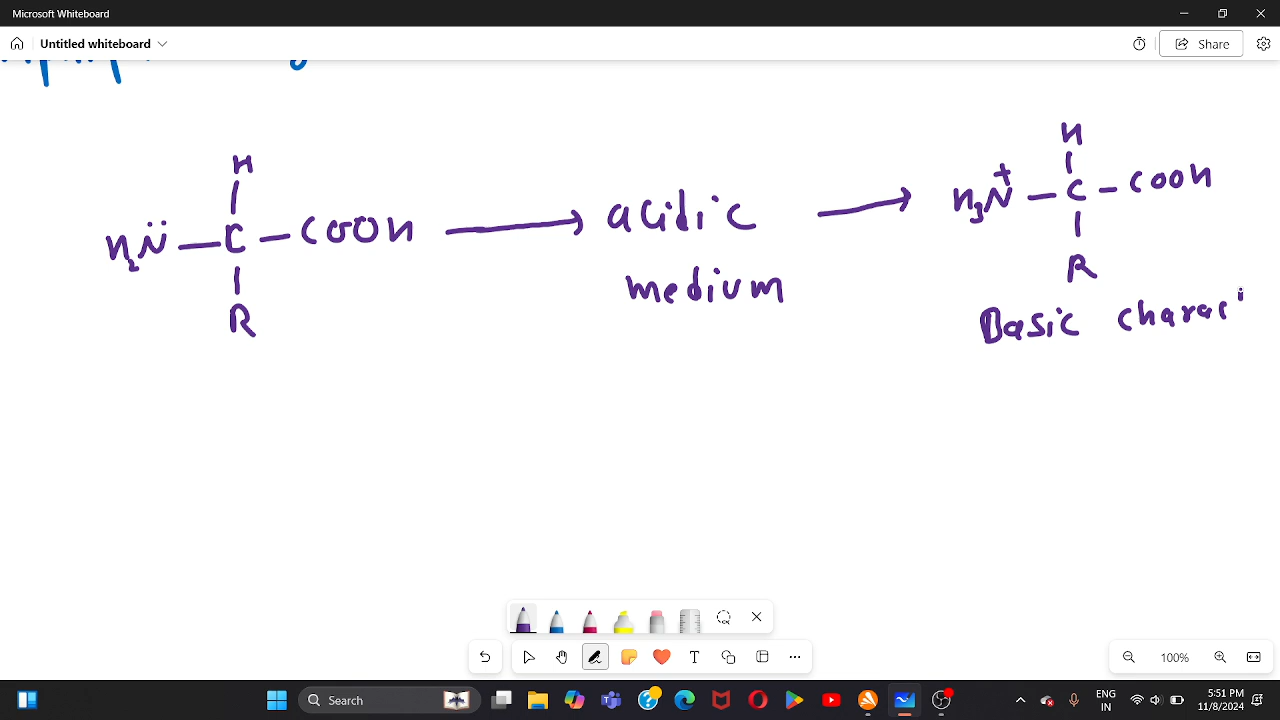 Microsoft Whiteboard
Untitled whiteboard
Share
H
H
H₂N̈ — C — COOH → acidic → H₃N⁺ — C — COOH
medium
R
R
Basic charac
100%
Search
ENG
IN
5:51 PM
11/8/2024